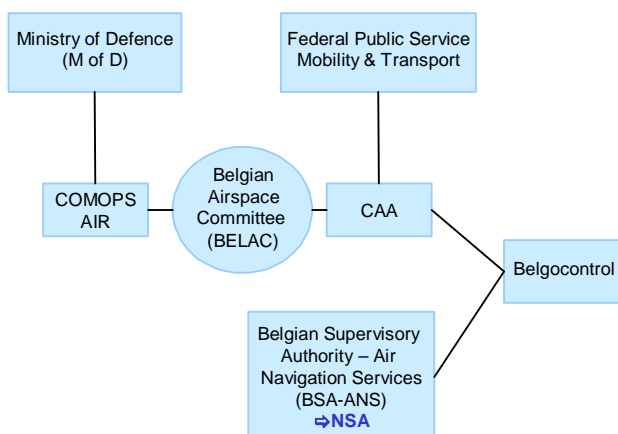 Ministry of Defence
(M of D)
Federal Public Service
Mobility & Transport
COMOPS
AIR
Belgian
Airspace
Committee
(BELAC)
CAA
Belgocontrol
Belgian Supervisory
Authority – Air
Navigation Services
(BSA-ANS)
⇨NSA